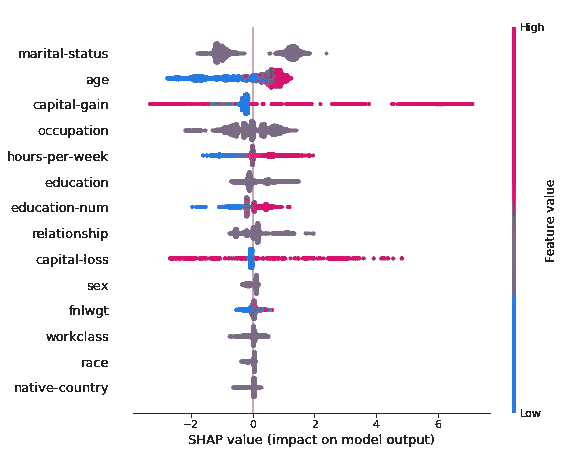 High
marital-status
age
capital-gain
occupation
hours-per-week
education
education-num
relationship
capital-loss
sex
fnlwgt
workclass
race
native-country
Feature value
Low
−2 0 2 4 6
SHAP value (impact on model output)